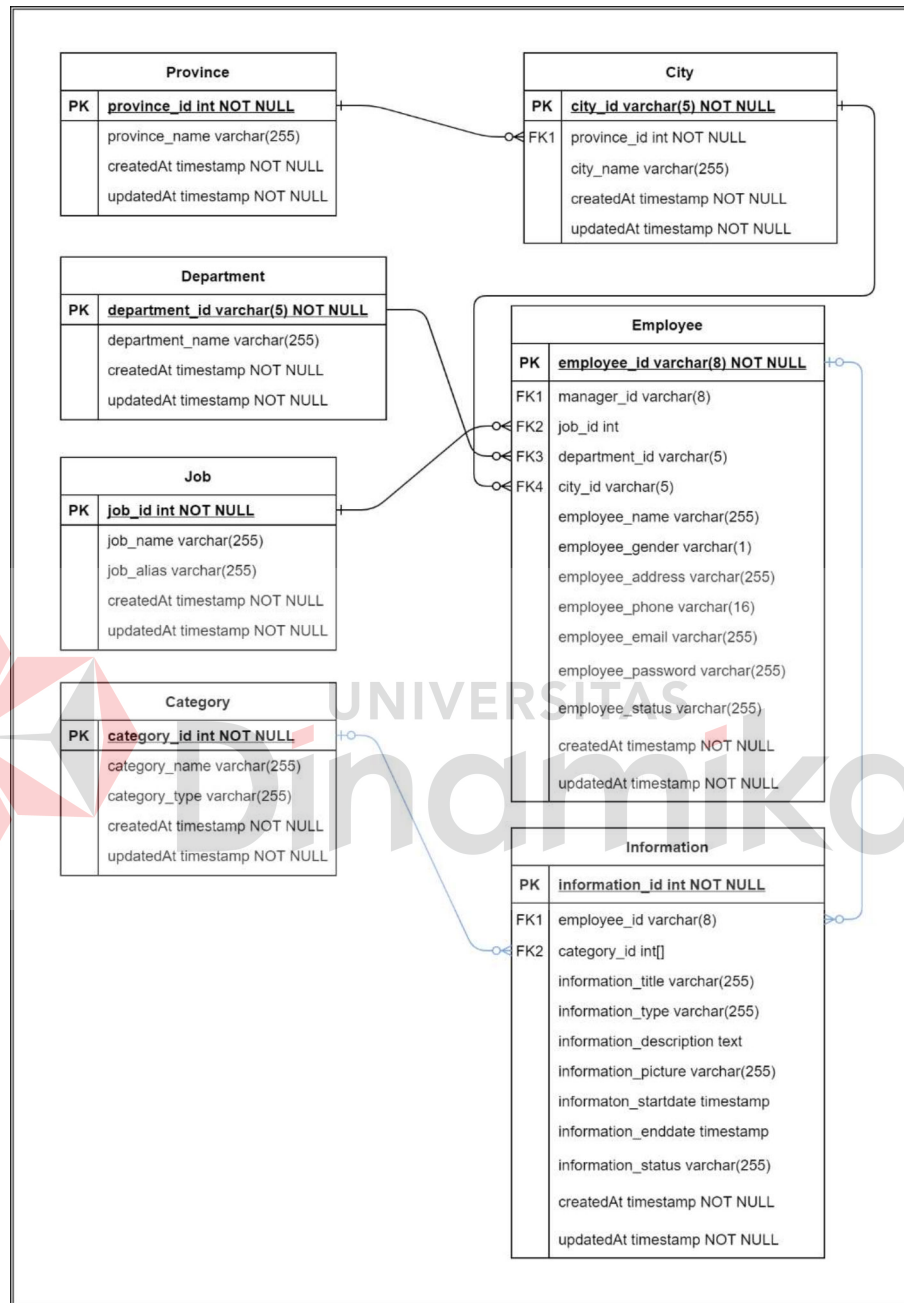 Province
PK province_id int NOT NULL
province_name varchar(255)
createdAt timestamp NOT NULL
updatedAt timestamp NOT NULL
City
PK city_id varchar(5) NOT NULL
FK1 province_id int NOT NULL
city_name varchar(255)
createdAt timestamp NOT NULL
updatedAt timestamp NOT NULL
Department
PK department_id varchar(5) NOT NULL
department_name varchar(255)
createdAt timestamp NOT NULL
updatedAt timestamp NOT NULL
Employee
PK employee_id varchar(8) NOT NULL
FK1 manager_id varchar(8)
FK2 job_id int
FK3 department_id varchar(5)
FK4 city_id varchar(5)
employee_name varchar(255)
employee_gender varchar(1)
employee_address varchar(255)
employee_phone varchar(16)
employee_email varchar(255)
employee_password varchar(255)
employee_status varchar(255)
createdAt timestamp NOT NULL
updatedAt timestamp NOT NULL
Job
PK job_id int NOT NULL
job_name varchar(255)
job_alias varchar(255)
createdAt timestamp NOT NULL
updatedAt timestamp NOT NULL
Category
PK category_id int NOT NULL
category_name varchar(255)
category_type varchar(255)
createdAt timestamp NOT NULL
updatedAt timestamp NOT NULL
UNIVERSITAS
Dinamika
Information
PK information_id int NOT NULL
FK1 employee_id varchar(8)
FK2 category_id int[]
information_title varchar(255)
information_type varchar(255)
information_description text
information_picture varchar(255)
informaton_startdate timestamp
information_enddate timestamp
information_status varchar(255)
createdAt timestamp NOT NULL
updatedAt timestamp NOT NULL